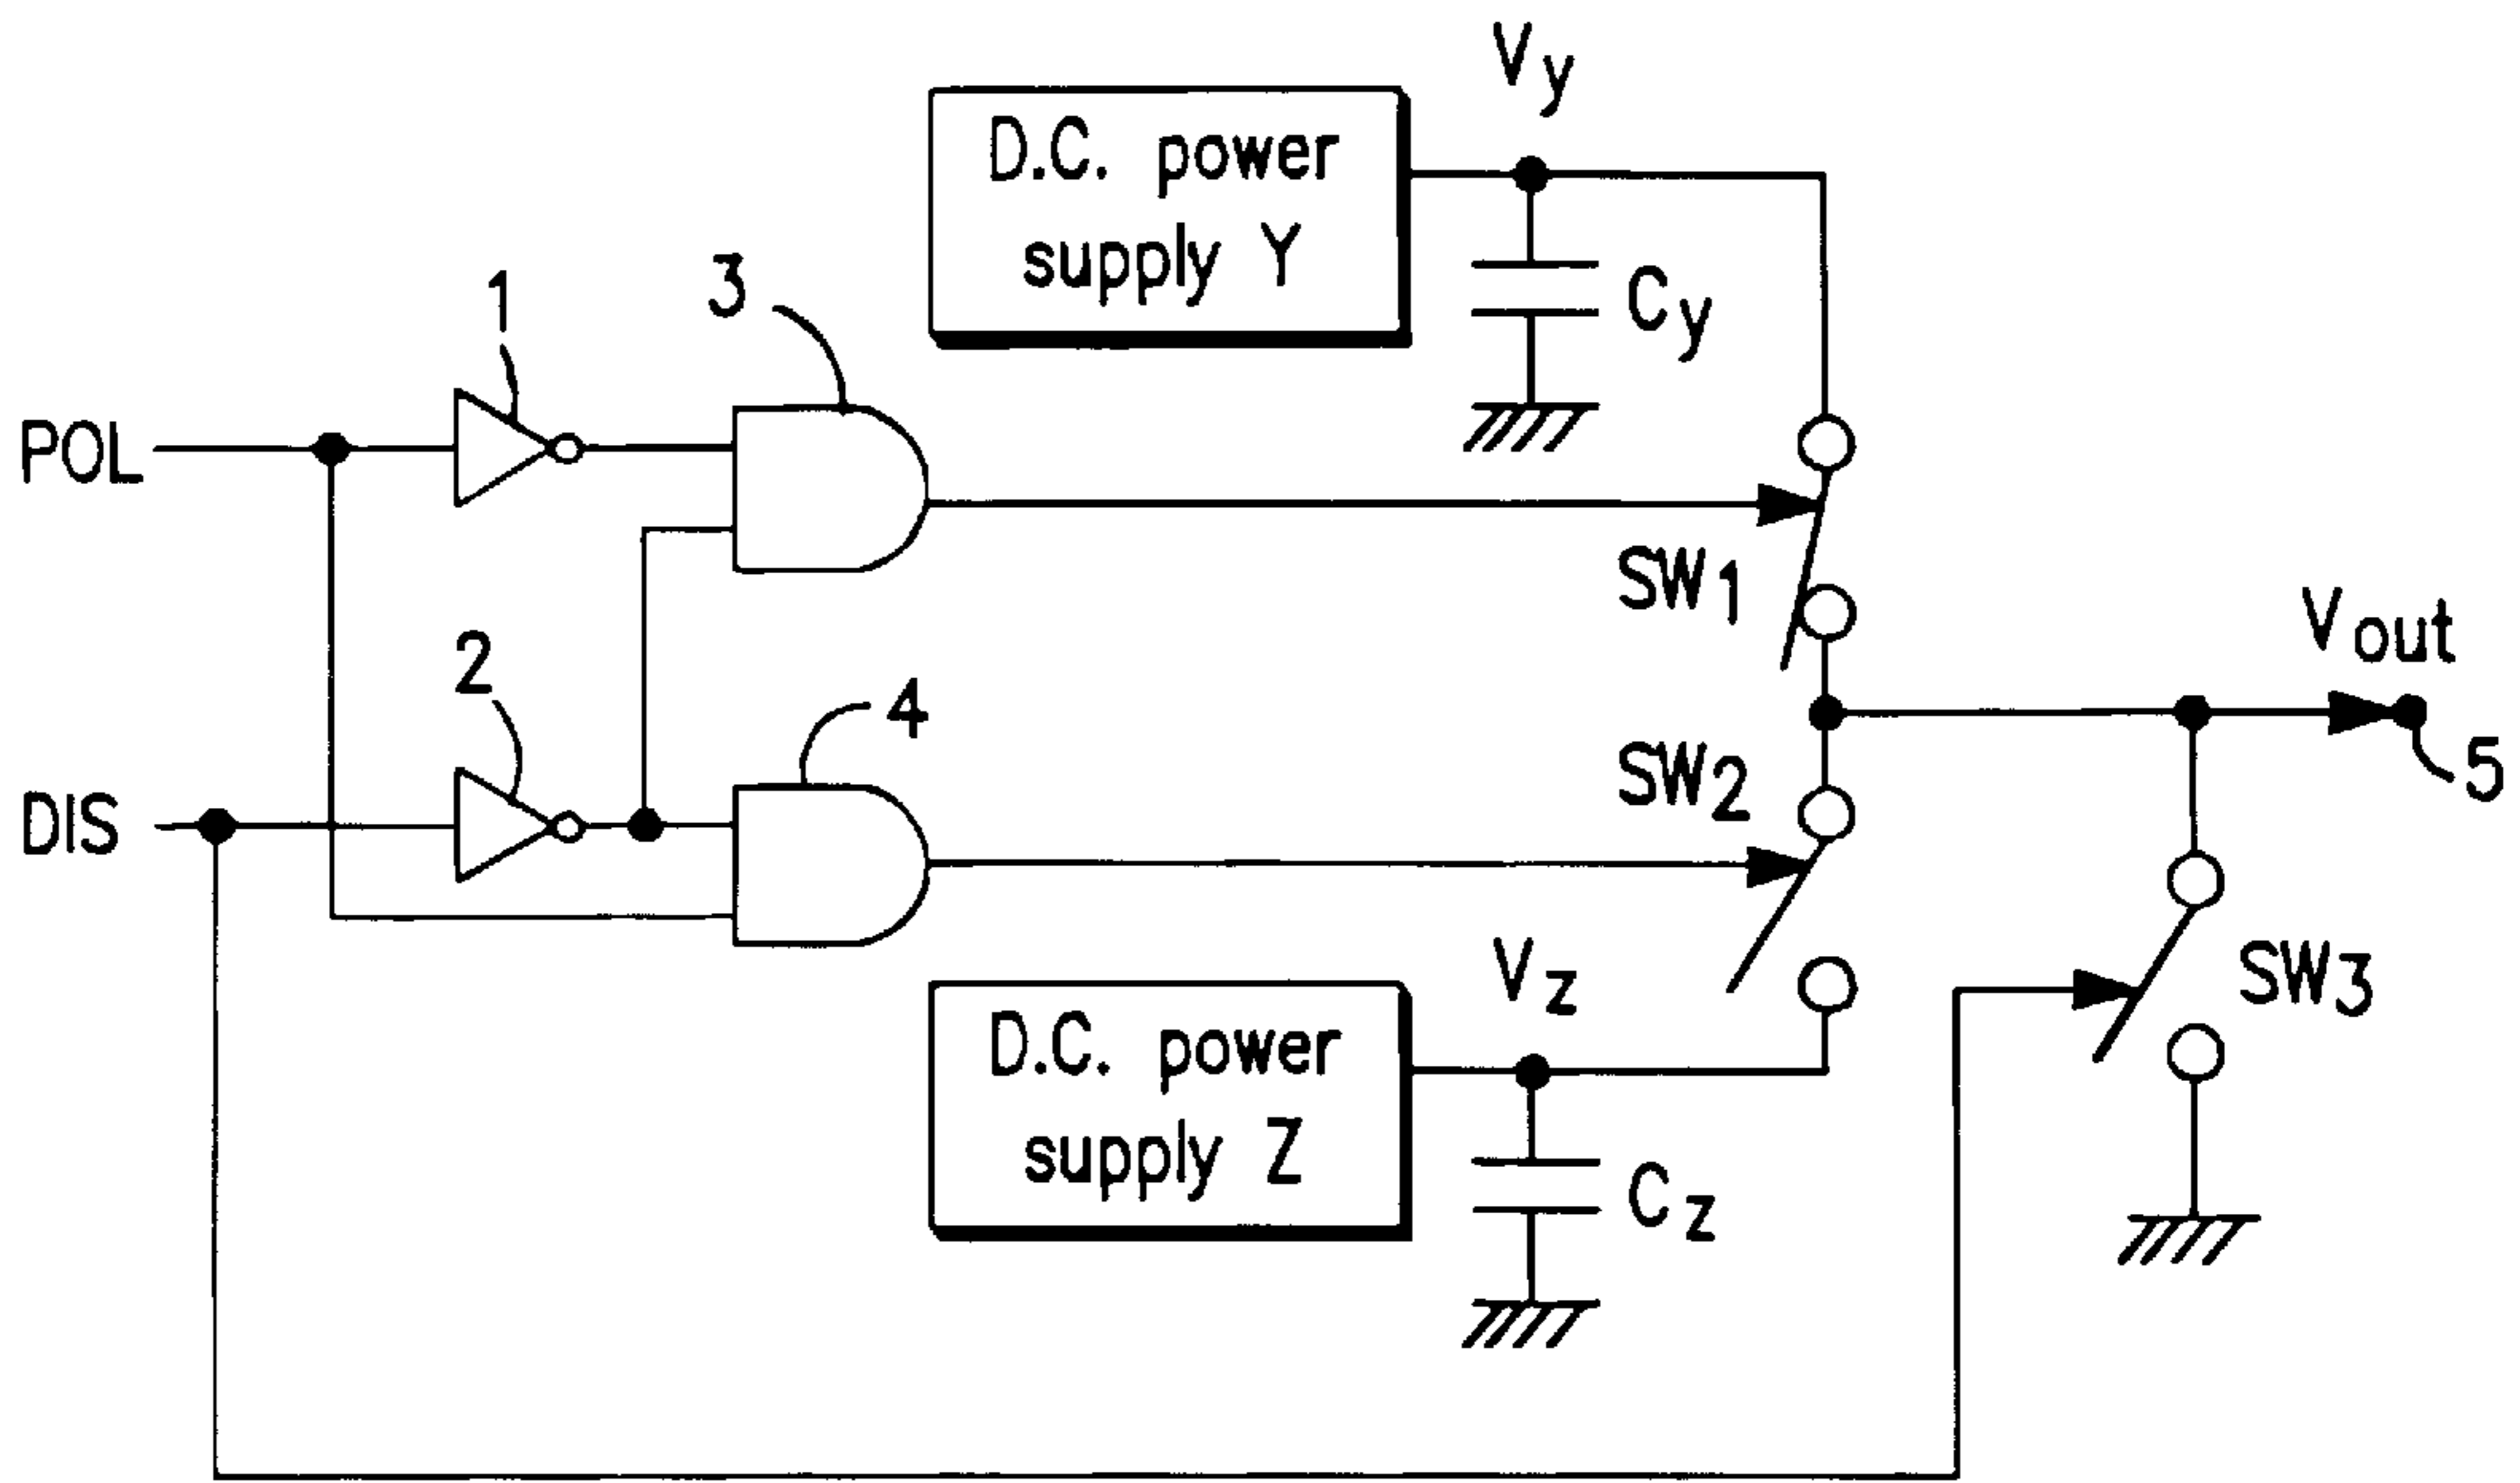 Vy
D.C. power
supply Y
Cy
1
3
POL
SW1
Vout
2
4
SW2
5
DIS
Vz
SW3
D.C. power
supply Z
Cz